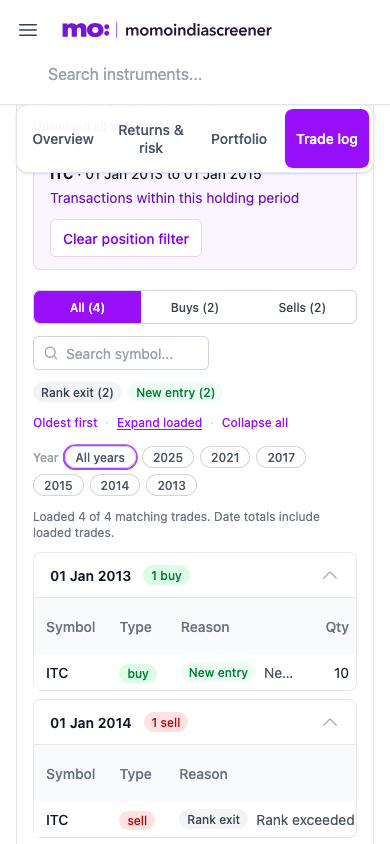 mo: | momoindiascreener
Search instruments...
Overview
Returns & risk
Portfolio
Trade log
ITC · 01 Jan 2013 to 01 Jan 2015
Transactions within this holding period
Clear position filter
All (4)
Buys (2)
Sells (2)
Search symbol...
Rank exit (2) New entry (2)
Oldest first · Expand loaded · Collapse all
Year All years 2025 2021 2017
2015 2014 2013
Loaded 4 of 4 matching trades. Date totals include
loaded trades.
01 Jan 2013 1 buy
Symbol Type Reason Qty
ITC buy New entry Ne... 10
01 Jan 2014 1 sell
Symbol Type Reason
ITC sell Rank exit Rank exceeded